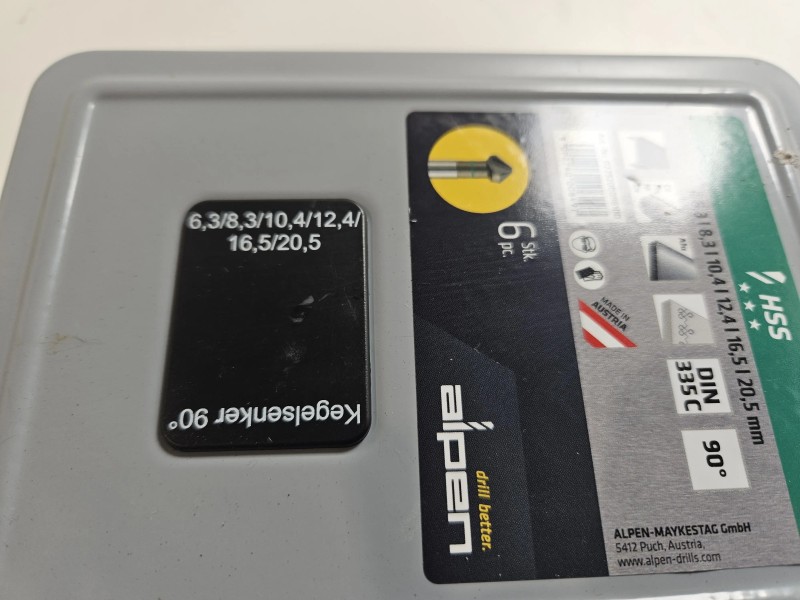 6,3/8,3/10,4/12,4/
16,5/20,5
Kegelsenker 90°
6 Stk.
pc.
alpen
drill better.
HSS
8,3 | 10,4 | 12,4 | 16,5 | 20,5 mm
MADE IN
AUSTRIA
DIN
335C
90°
ALPEN-MAYKESTAG GmbH
5412 Puch, Austria,
www.alpen-drills.com